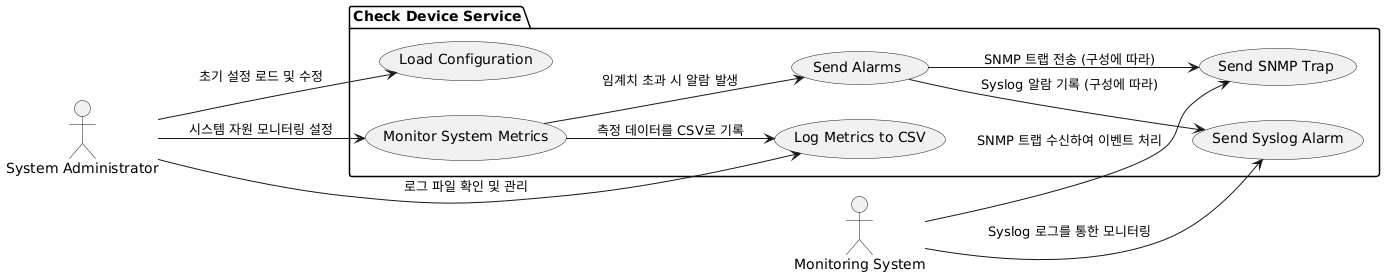 Check Device Service
Load Configuration
초기 설정 로드 및 수정
임계치 초과 시 알람 발생
Send Alarms
SNMP 트랩 전송 (구성에 따라)
Send SNMP Trap
Syslog 알람 기록 (구성에 따라)
시스템 자원 모니터링 설정
Monitor System Metrics
측정 데이터를 CSV로 기록
Log Metrics to CSV
SNMP 트랩 수신하여 이벤트 처리
Send Syslog Alarm
System Administrator
로그 파일 확인 및 관리
Syslog 로그를 통한 모니터링
Monitoring System